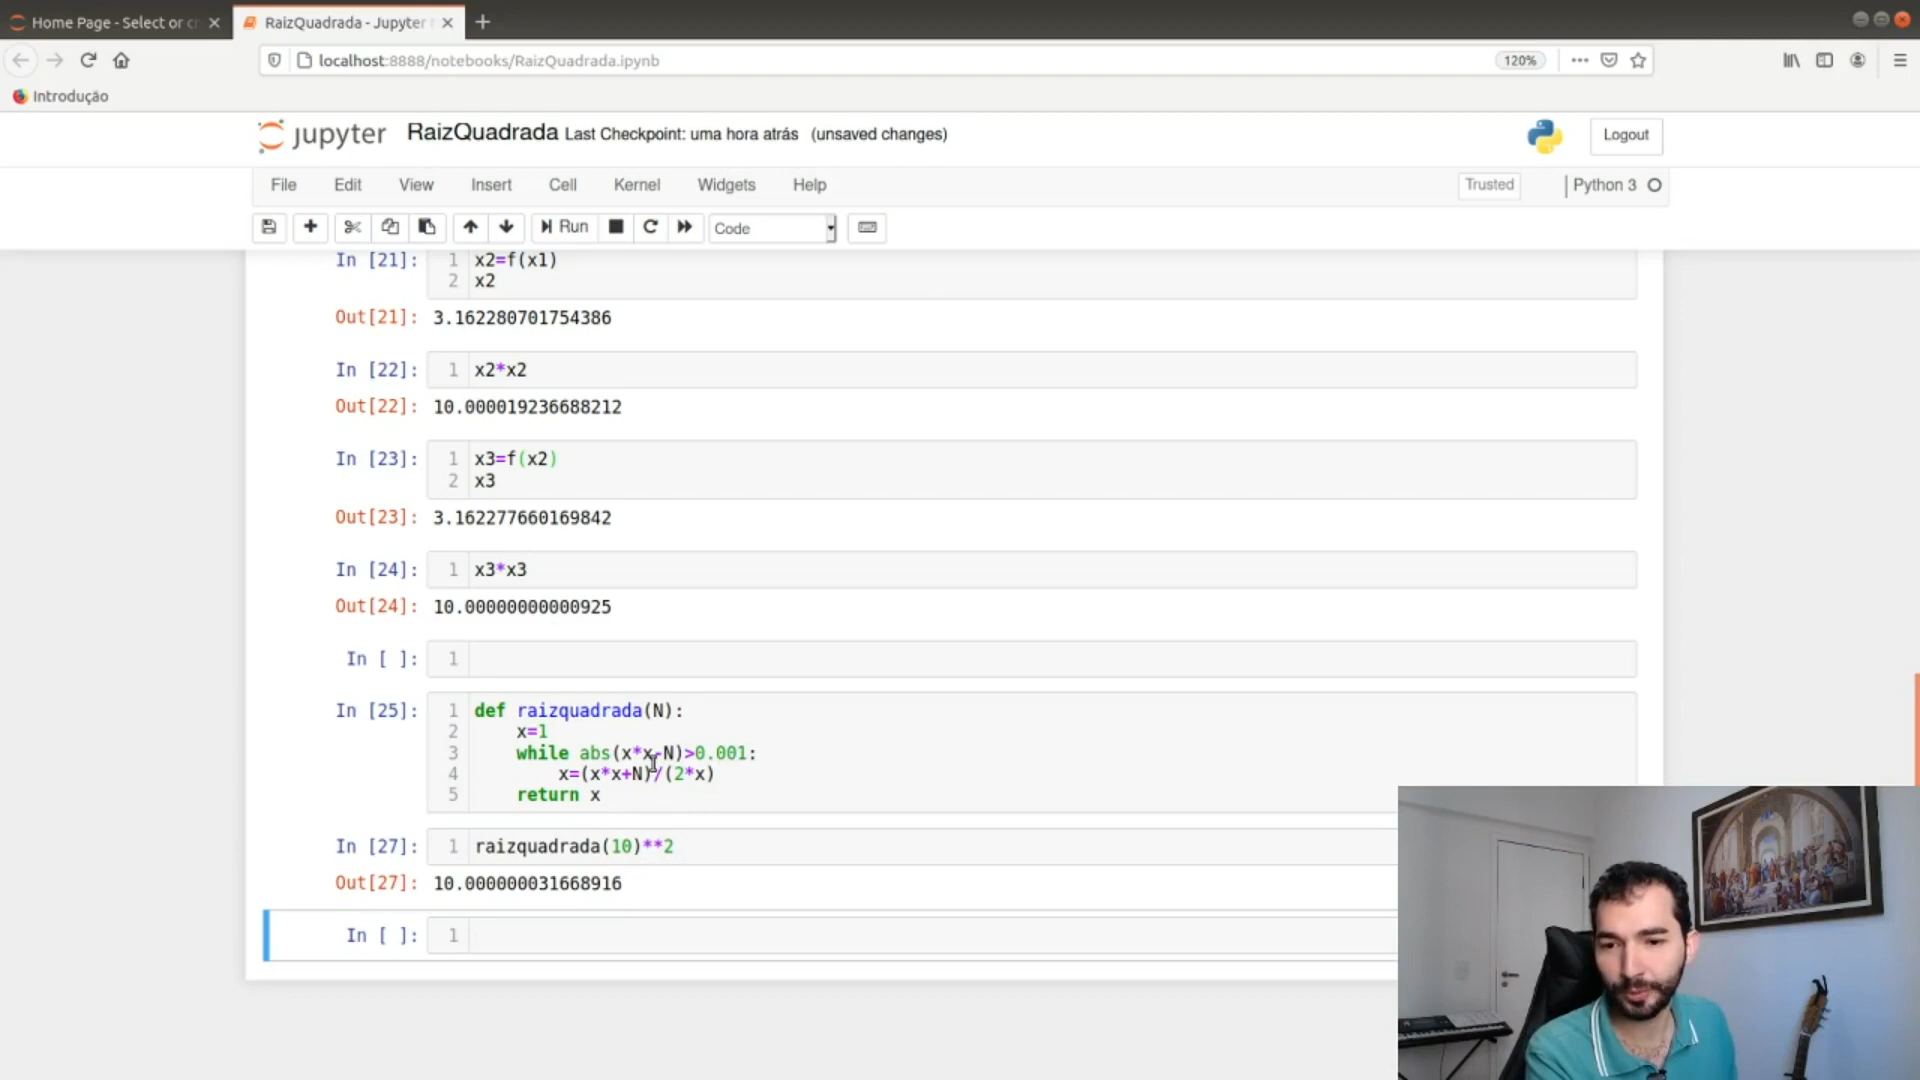 Home Page - Select or cr
RaizQuadrada - Jupyter
localhost:8888/notebooks/RaizQuadrada.ipynb
120%
Introdução
jupyter
RaizQuadrada Last Checkpoint: uma hora atrás (unsaved changes)
Logout
File Edit View Insert Cell Kernel Widgets Help
Trusted
Python 3
Run
Code
In [21]:
1 x2=f(x1)
2 x2
Out[21]: 3.162280701754386
In [22]: 1 x2*x2
Out[22]: 10.000019236688212
In [23]: 1 x3=f(x2)
2 x3
Out[23]: 3.162277660169842
In [24]: 1 x3*x3
Out[24]: 10.00000000000925
In [ ]: 1
In [25]: 1 def raizquadrada(N):
2 x=1
3 while abs(x*x-N)>0.001:
4 x=(x*x+N)/(2*x)
5 return x
In [27]: 1 raizquadrada(10)**2
Out[27]: 10.000000031668916
In [ ]: 1